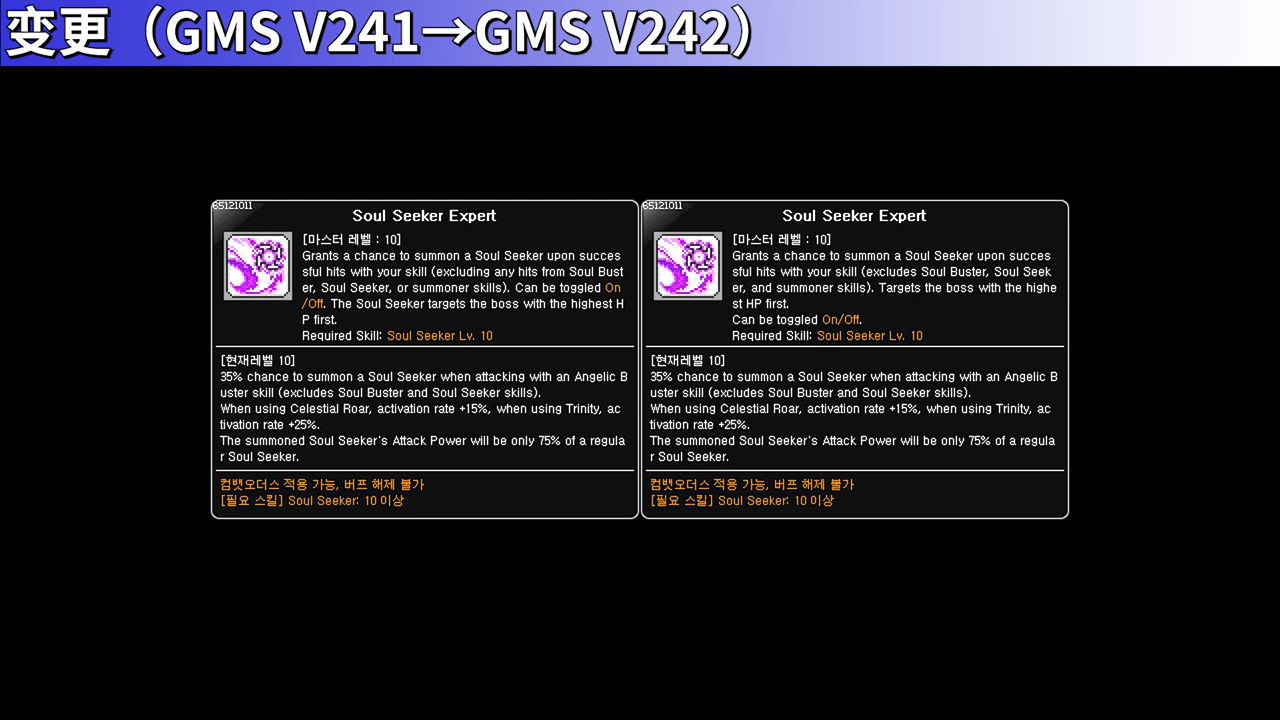 变更（GMS V241→GMS V242）
65121011
Soul Seeker Expert
[마스터 레벨 : 10]
Grants a chance to summon a Soul Seeker upon succes
sful hits with your skill (excluding any hits from Soul Bust
er, Soul Seeker, or summoner skills). Can be toggled On
/Off. The Soul Seeker targets the boss with the highest H
P first.
Required Skill: Soul Seeker Lv. 10
[현재레벨 10]
35% chance to summon a Soul Seeker when attacking with an Angelic B
uster skill (excludes Soul Buster and Soul Seeker skills).
When using Celestial Roar, activation rate +15%, when using Trinity, ac
tivation rate +25%.
The summoned Soul Seeker's Attack Power will be only 75% of a regula
r Soul Seeker.
컴뱃오더스 적용 가능, 버프 해제 불가
[필요 스킬] Soul Seeker: 10 이상
65121011
Soul Seeker Expert
[마스터 레벨 : 10]
Grants a chance to summon a Soul Seeker upon succes
sful hits with your skill (excludes Soul Buster, Soul Seek
er, and summoner skills). Targets the boss with the highe
st HP first.
Can be toggled On/Off.
Required Skill: Soul Seeker Lv. 10
[현재레벨 10]
35% chance to summon a Soul Seeker when attacking with an Angelic B
uster skill (excludes Soul Buster and Soul Seeker skills).
When using Celestial Roar, activation rate +15%, when using Trinity, ac
tivation rate +25%.
The summoned Soul Seeker's Attack Power will be only 75% of a regula
r Soul Seeker.
컴뱃오더스 적용 가능, 버프 해제 불가
[필요 스킬] Soul Seeker: 10 이상